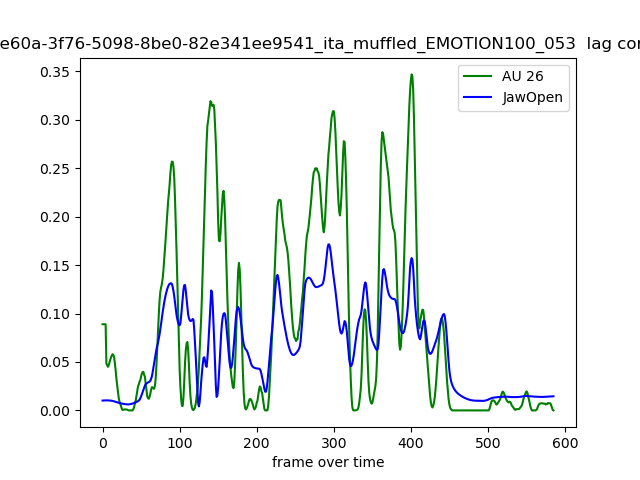 e60a-3f76-5098-8be0-82e341ee9541_ita_muffled_EMOTION100_053 lag cor
AU 26
JawOpen
0.35
0.30
0.25
0.20
0.15
0.10
0.05
0.00
0 100 200 300 400 500 600
frame over time